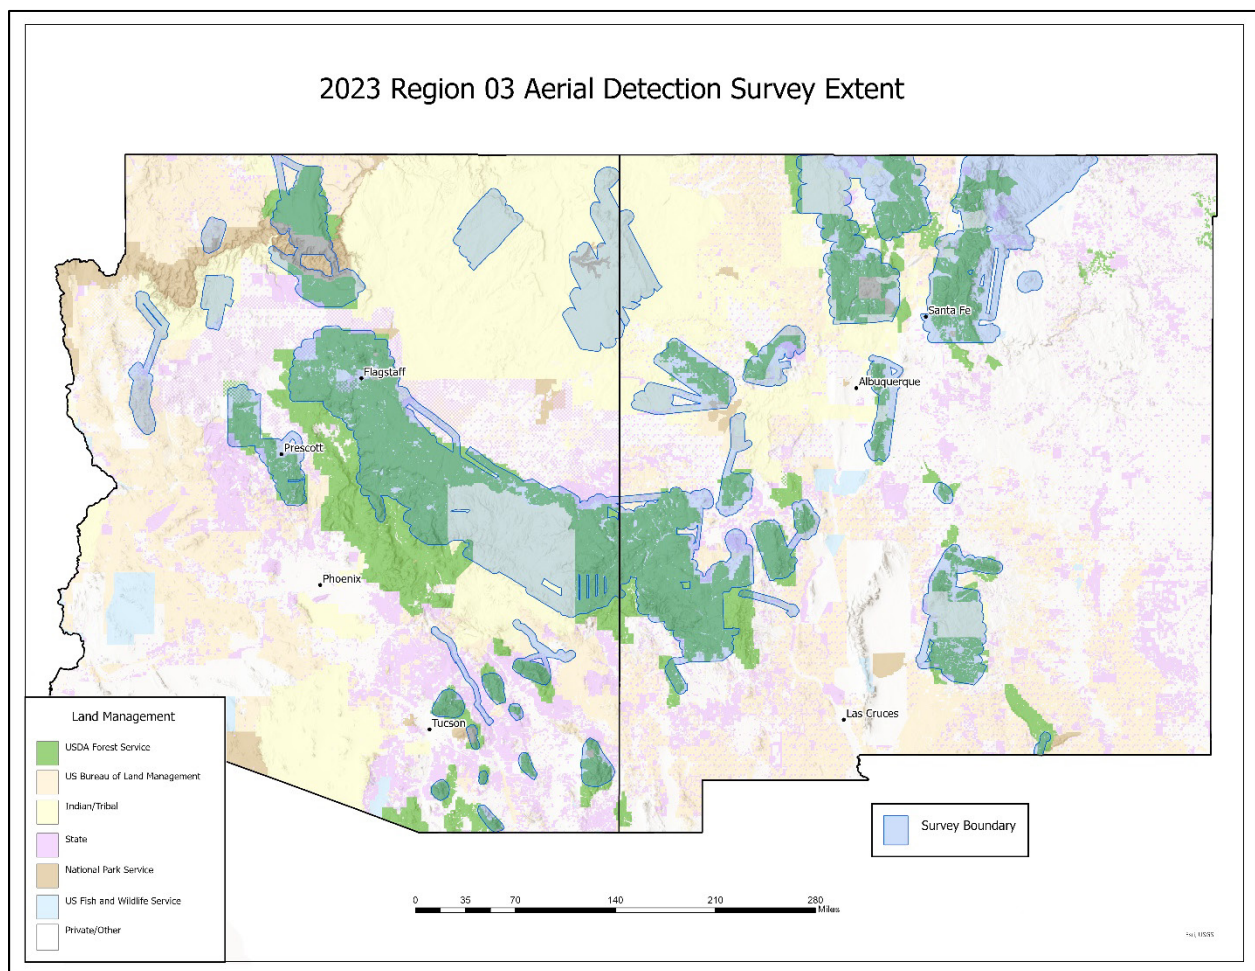 2023 Region 03 Aerial Detection Survey Extent
Santa Fe
Flagstaff
Albuquerque
Prescott
Phoenix
Las Cruces
Tucson
Land Management
USDA Forest Service
US Bureau of Land Management
Indian/Tribal
State
National Park Service
US Fish and Wildlife Service
Private/Other
Survey Boundary
0 35 70 140 210 280
Miles
Esri, USGS